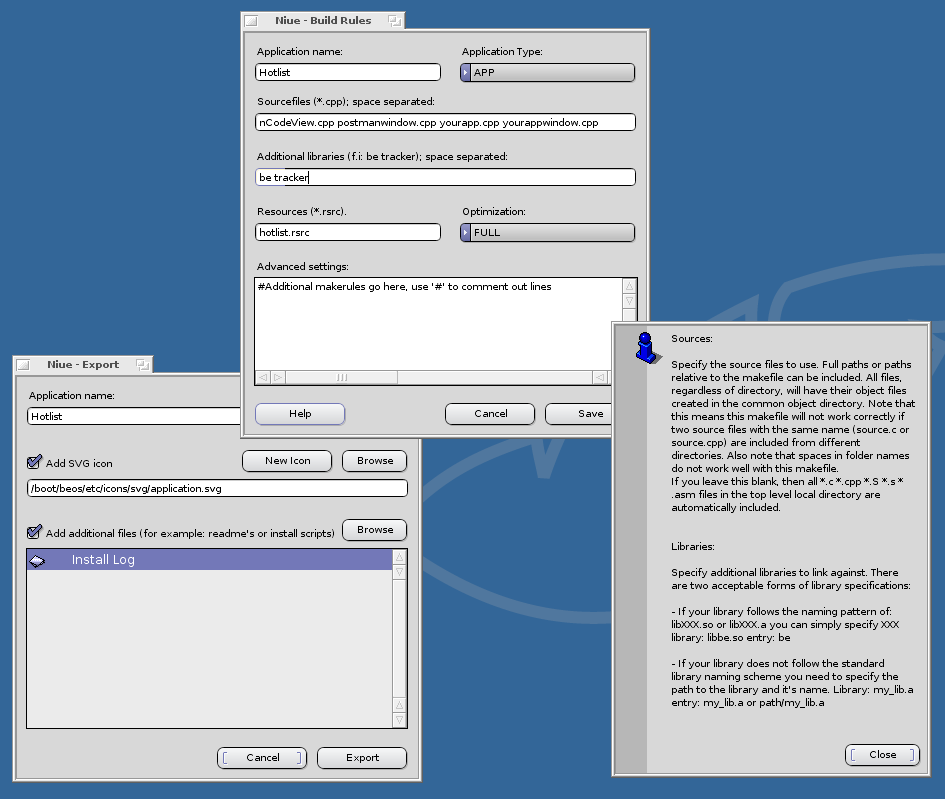 Niue - Build Rules
Application name:
Application Type:
Hotlist
APP
Sourcefiles (*.cpp); space separated:
nCodeView.cpp postmanwindow.cpp yourapp.cpp yourappwindow.cpp
Additional libraries (f.i: be tracker); space separated:
be tracker
Resources (*.rsrc).
Optimization:
hotlist.rsrc
FULL
Advanced settings:
#Additional makerules go here, use '#' to comment out lines
Help
Cancel
Save
Niue - Export
Application name:
Hotlist
Add SVG icon
New Icon
Browse
/boot/beos/etc/icons/svg/application.svg
Add additional files (for example: readme's or install scripts)
Browse
Install Log
Cancel
Export
Sources:
Specify the source files to use. Full paths or paths
relative to the makefile can be included. All files,
regardless of directory, will have their object files
created in the common object directory. Note that
this means this makefile will not work correctly if
two source files with the same name (source.c or
source.cpp) are included from different
directories. Also note that spaces in folder names
do not work well with this makefile.
If you leave this blank, then all *.c *.cpp *.S *.s *
.asm files in the top level local directory are
automatically included.
Libraries:
Specify additional libraries to link against. There
are two acceptable forms of library specifications:
- If your library follows the naming pattern of:
libXXX.so or libXXX.a you can simply specify XXX
library: libbe.so entry: be
- If your library does not follow the standard
library naming scheme you need to specify the
path to the library and it's name. Library: my_lib.a
entry: my_lib.a or path/my_lib.a
Close